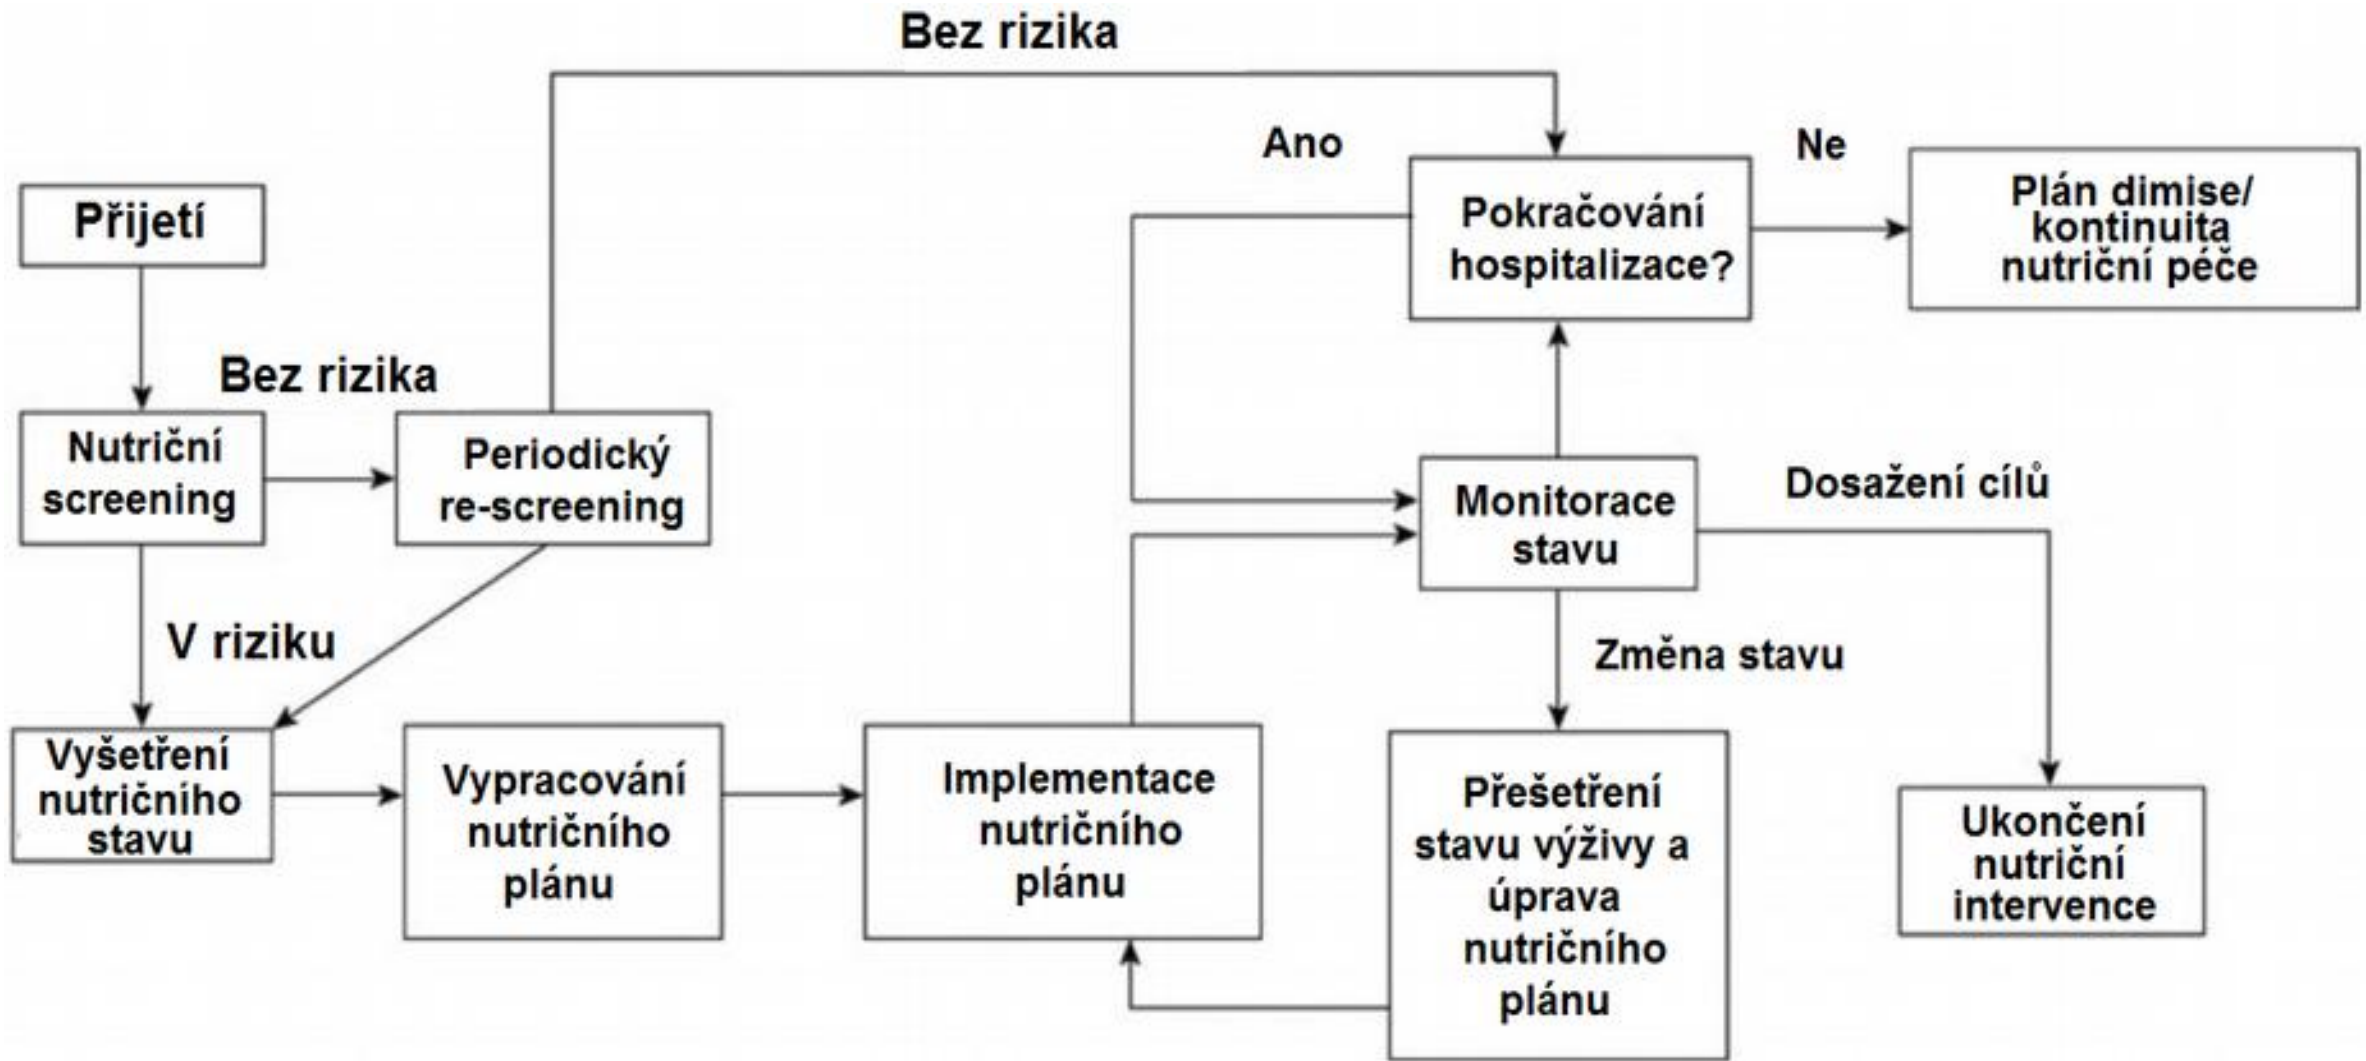 Bez rizika
Ano
Ne
Přijetí
Pokračování
hospitalizace?
Plán dimise/
kontinuita
nutriční péče
Bez rizika
Nutriční
screening
Periodický
re-screening
Monitorace
stavu
Dosažení cílů
V riziku
Změna stavu
Vyšetření
nutričního
stavu
Vypracování
nutričního
plánu
Implementace
nutričního
plánu
Přešetření
stavu výživy a
úprava
nutričního
plánu
Ukončení
nutriční
intervence